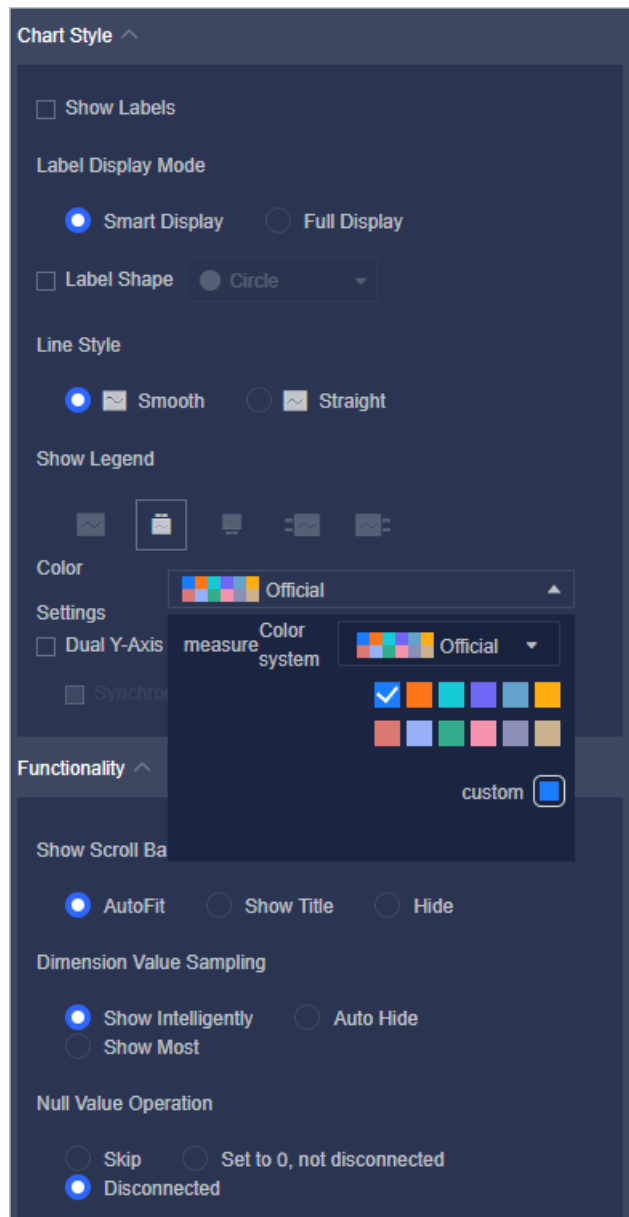 Chart Style
Show Labels
Label Display Mode
Smart Display Full Display
Label Shape Circle
Line Style
Smooth Straight
Show Legend
Color
Settings
Official
Dual Y-Axis
measure Color system Official
Synchro
custom
Functionality
Show Scroll Ba
AutoFit Show Title Hide
Dimension Value Sampling
Show Intelligently Auto Hide
Show Most
Null Value Operation
Skip Set to 0, not disconnected
Disconnected